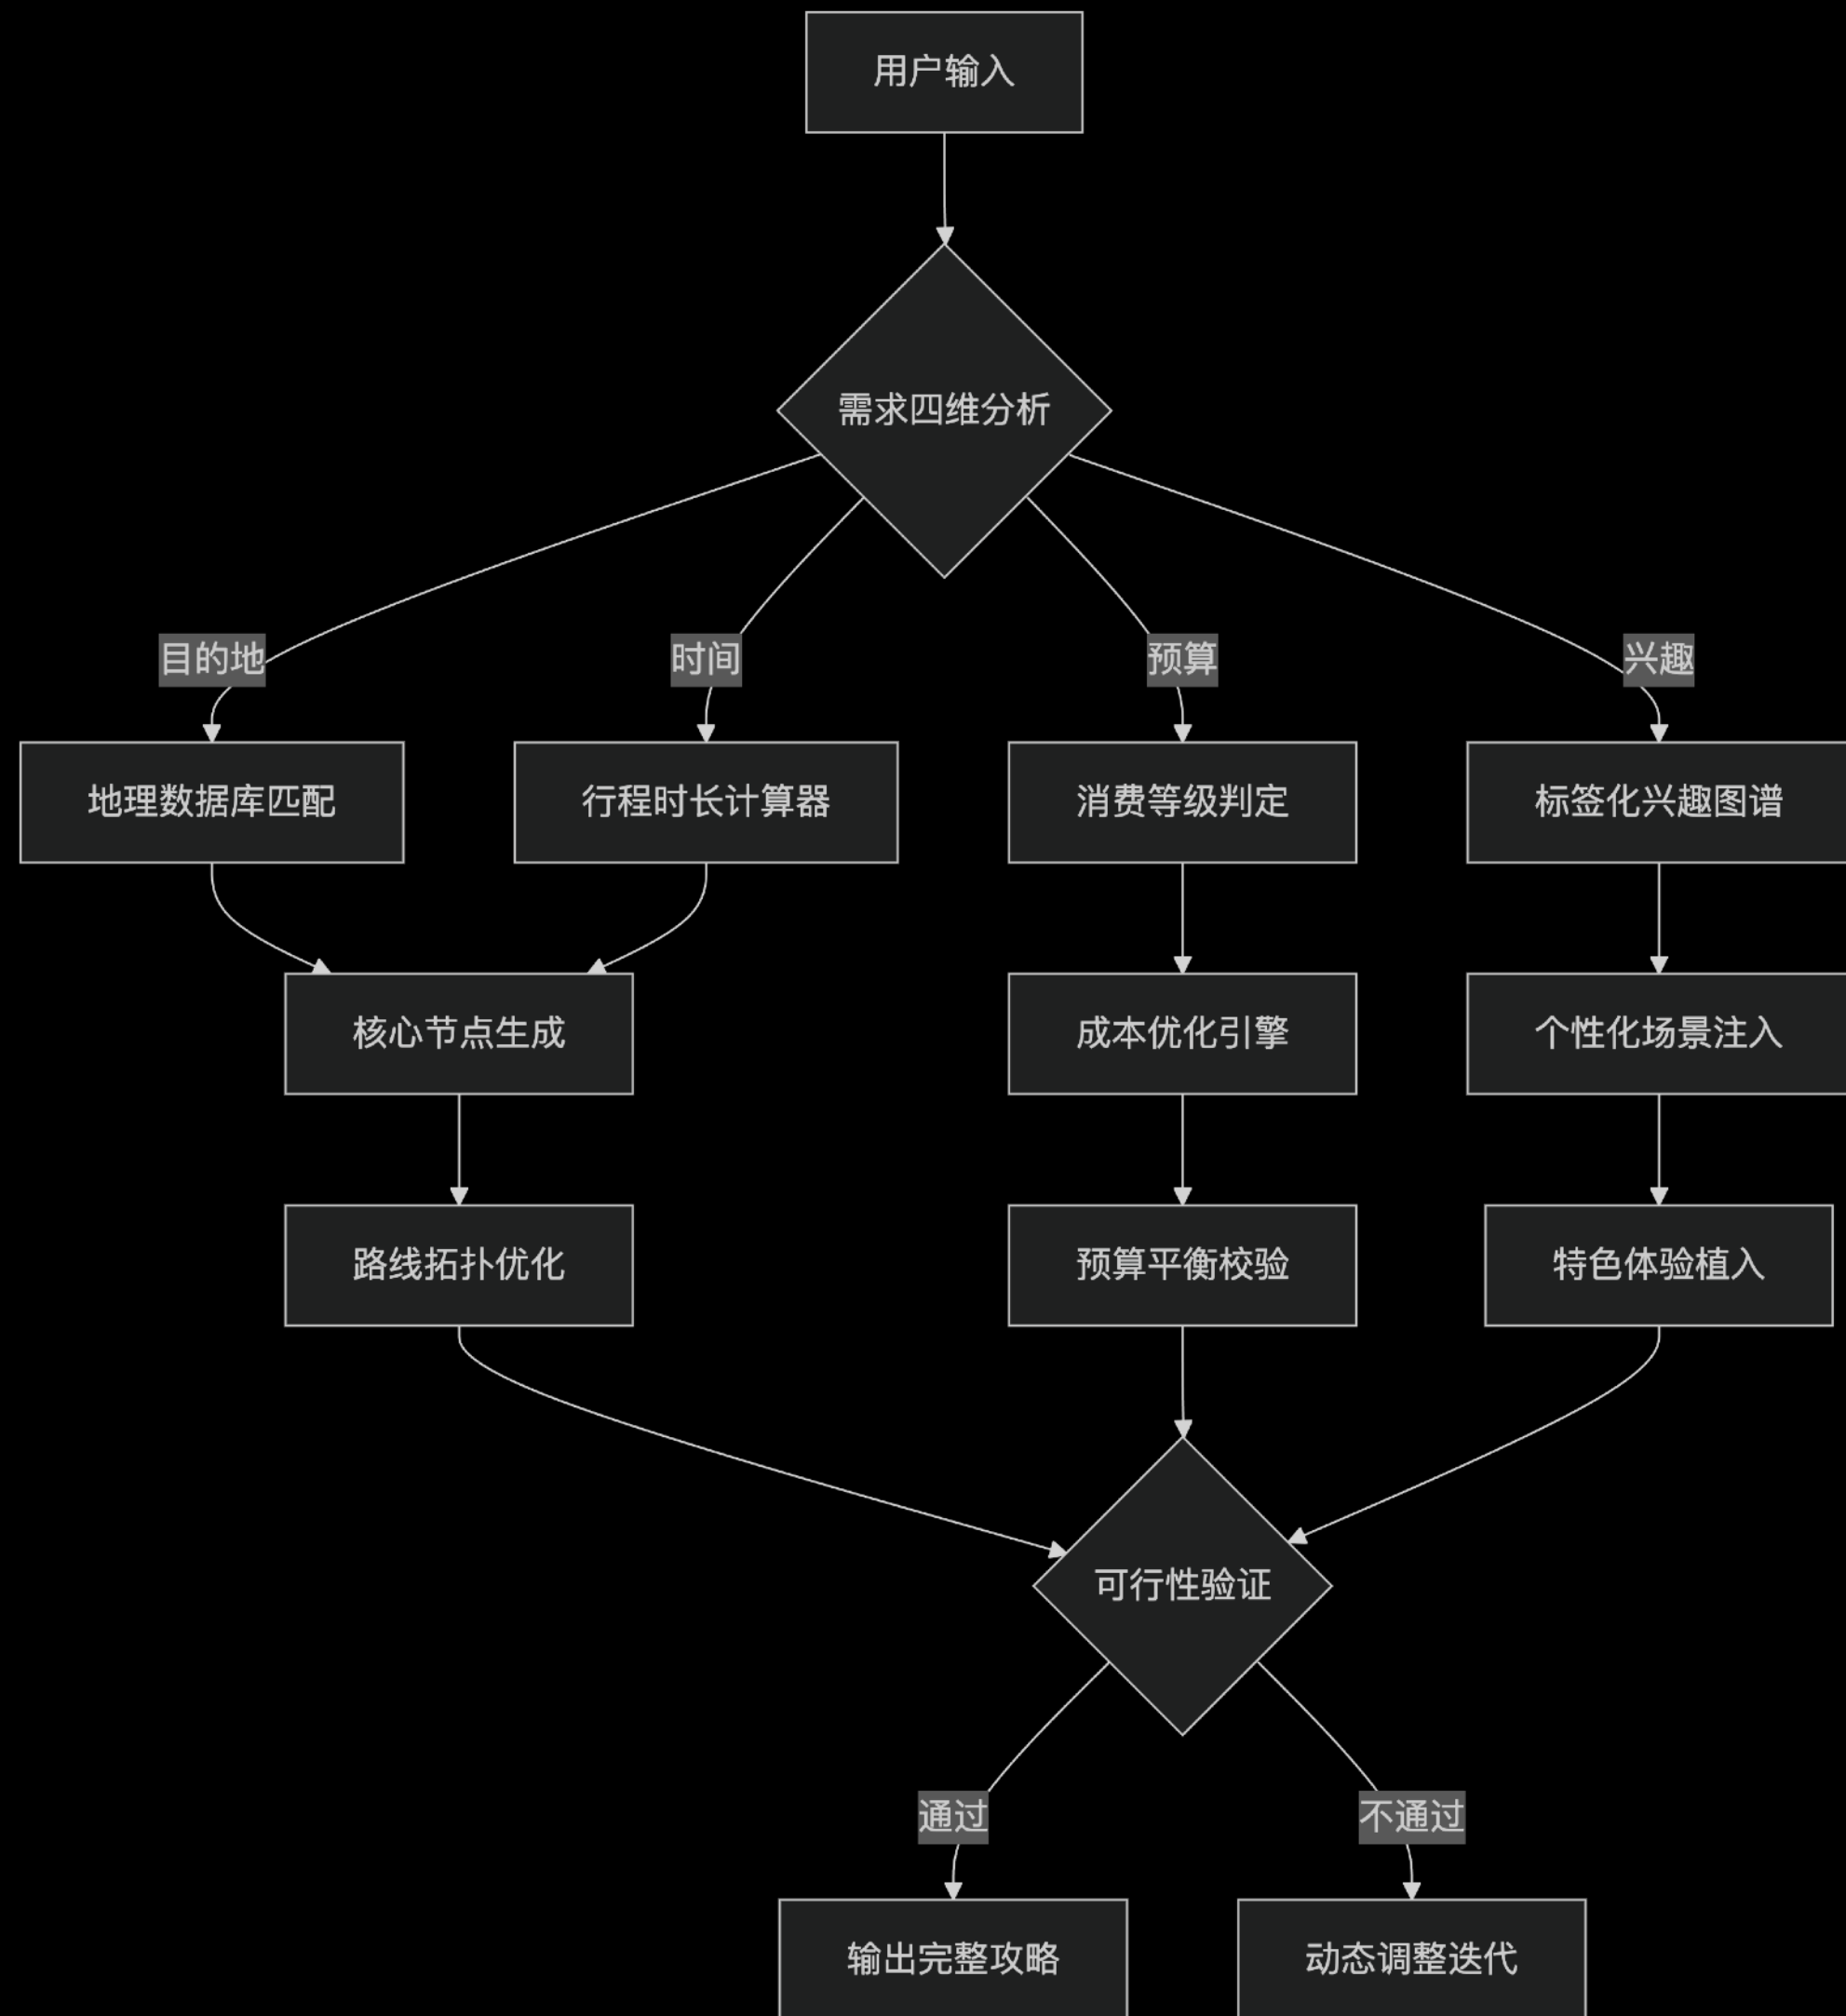 用户输入
需求四维分析
目的地
时间
预算
兴趣
地理数据库匹配
行程时长计算器
消费等级判定
标签化兴趣图谱
核心节点生成
成本优化引擎
个性化场景注入
路线拓扑优化
预算平衡校验
特色体验植入
可行性验证
通过
不通过
输出完整攻略
动态调整迭代